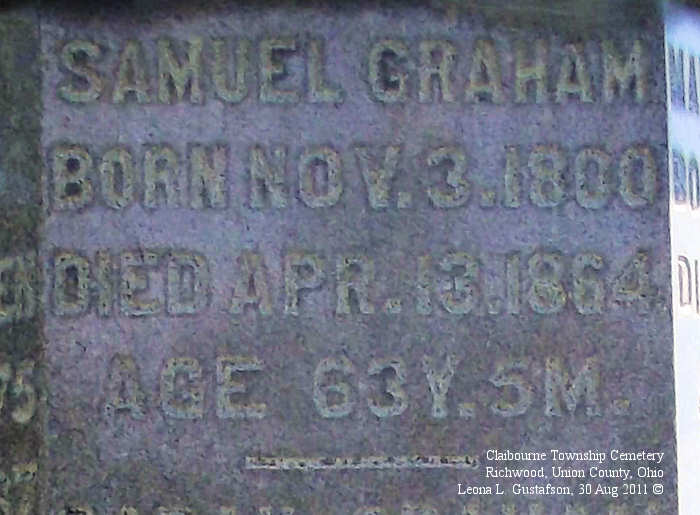 SAMUEL GRAHAM
BORN NOV. 3. 1800
DIED APR. 13. 1864
AGE 63Y. 5M.
Claibourne Township Cemetery
Richwood, Union County, Ohio
Leona L. Gustafson, 30 Aug 2011 ©